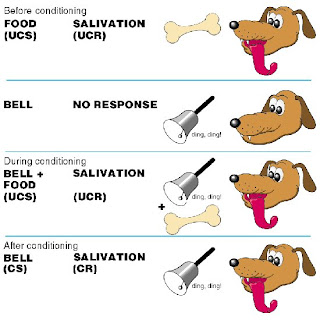 Before conditioning
FOOD SALIVATION
(UCS) (UCR)
BELL NO RESPONSE
ding, ding!
During conditioning
BELL + SALIVATION
FOOD
(UCS) (UCR)
ding, ding!
+
After conditioning
BELL SALIVATION
(CS) (CR)
ding, ding!